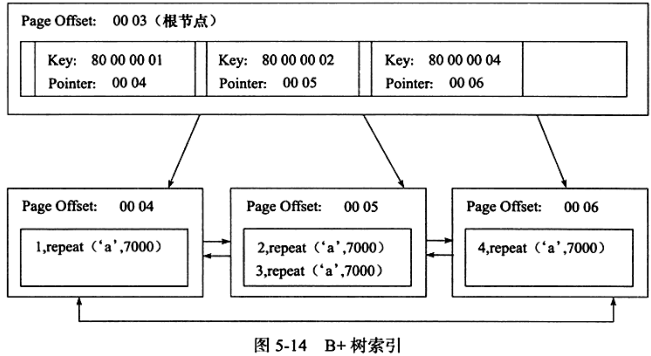 Page Offset: 00 03（根节点）
Key: 80 00 00 01 Key: 80 00 00 02 Key: 80 00 00 04
Pointer: 00 04 Pointer: 00 05 Pointer: 00 06
Page Offset: 00 04 Page Offset: 00 05 Page Offset: 00 06
1,repeat（‘a’,7000） 2,repeat（‘a’,7000） 4,repeat（‘a’,7000）
3,repeat（‘a’,7000）
图 5-14 B+ 树索引